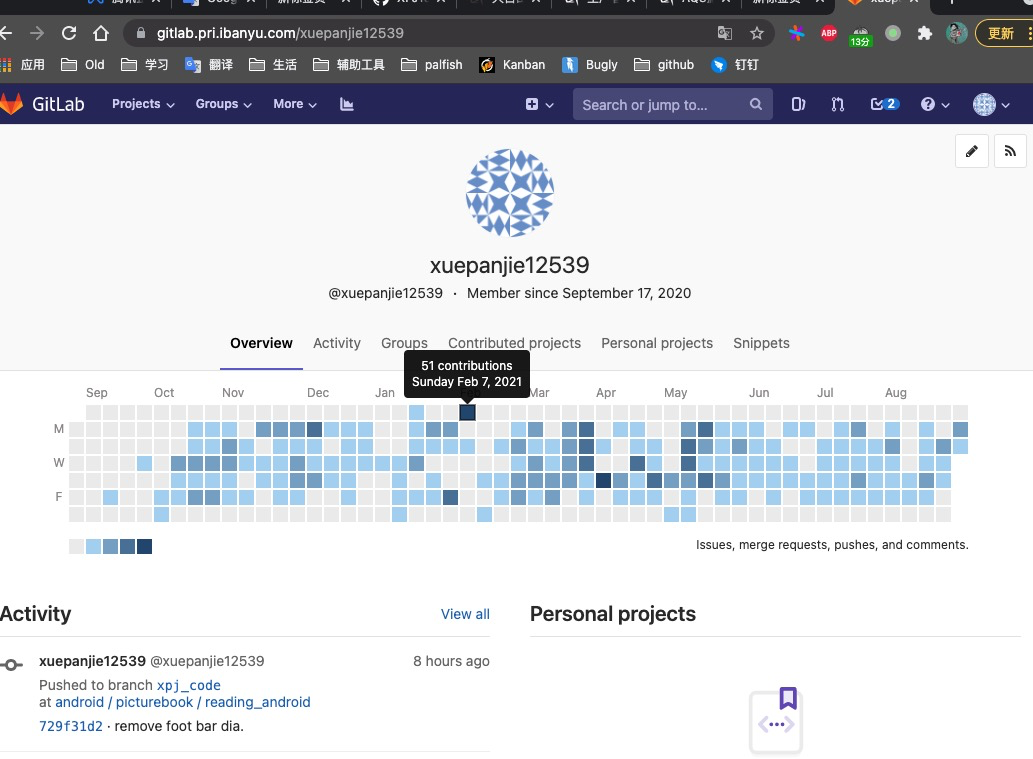 gitlab.pri.ibanyu.com/xuepanjie12539
ABP
13分
更新
应用
Old
学习
翻译
生活
辅助工具
palfish
Kanban
Bugly
github
钉钉
GitLab
Projects
Groups
More
Search or jump to...
2
xuepanjie12539
@xuepanjie12539 · Member since September 17, 2020
Overview
Activity
Groups
Contributed projects
Personal projects
Snippets
51 contributions
Sunday Feb 7, 2021
Sep
Oct
Nov
Dec
Jan
Mar
Apr
May
Jun
Jul
Aug
M
W
F
Issues, merge requests, pushes, and comments.
Activity
View all
Personal projects
xuepanjie12539 @xuepanjie12539
8 hours ago
Pushed to branch xpj_code
at android / picturebook / reading_android
729f31d2 · remove foot bar dia.